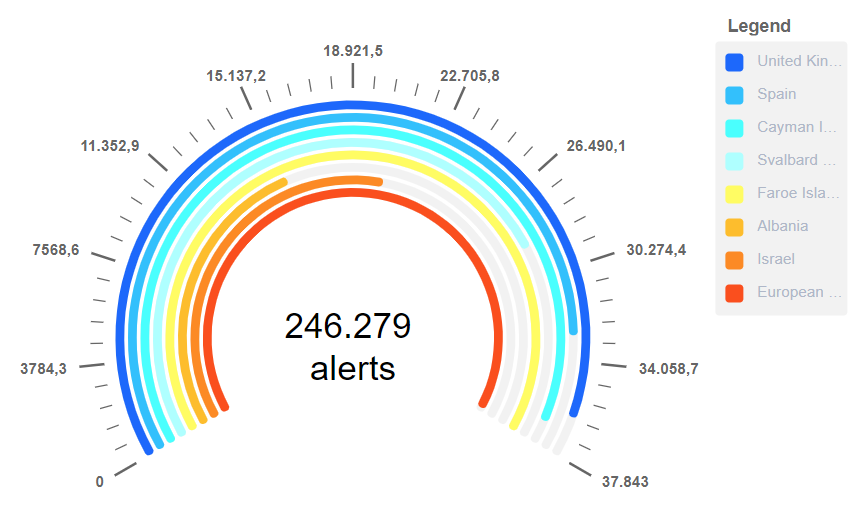 Legend
United Kin...
Spain
Cayman I...
Svalbard ...
Faroe Isla...
Albania
Israel
European ...
0
3784,3
7568,6
11.352,9
15.137,2
18.921,5
22.705,8
26.490,1
30.274,4
34.058,7
37.843
246.279
alerts